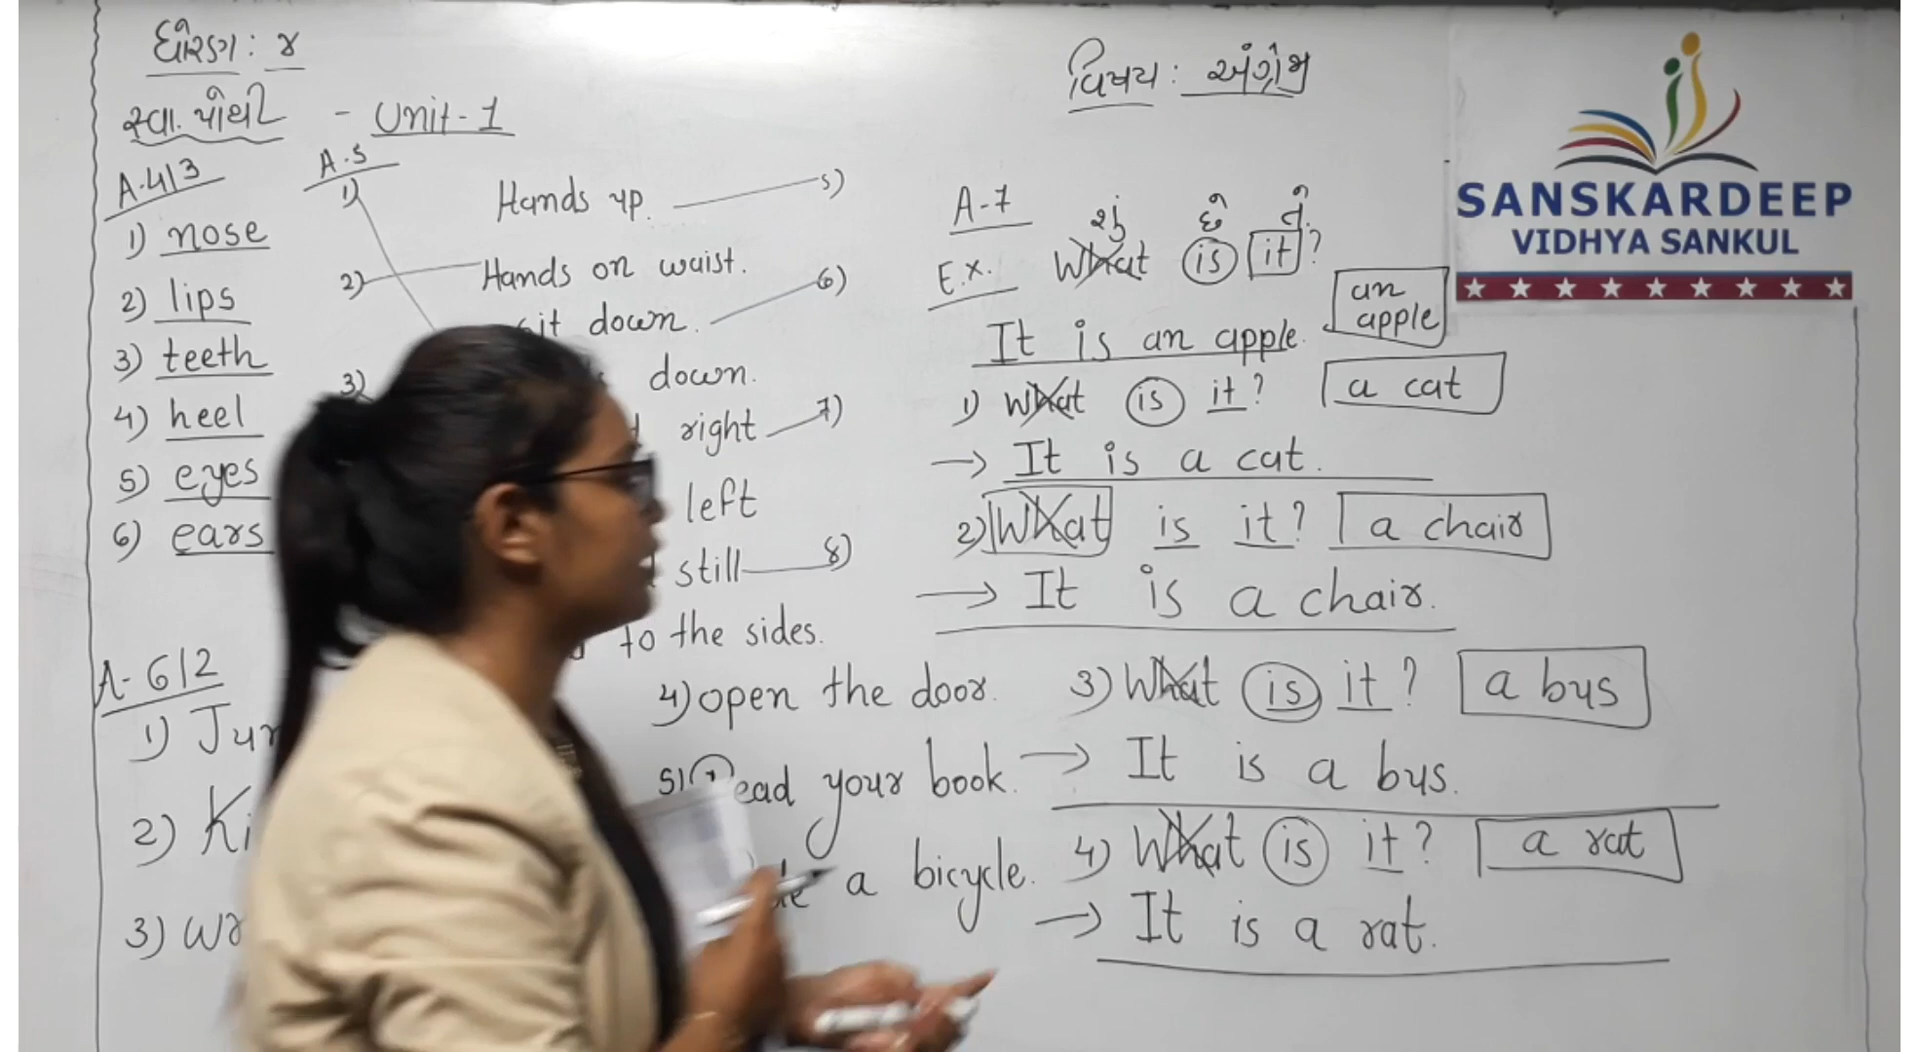 ધોરણ : ૪
વિષય : અંગ્રેજી
સ્વા. પોથી - Unit-1
A.4|3
1) nose
2) lips
3) teeth
4) heel
5) eyes
6) ears
A.5
1)
Hands up. 5)
2) Hands on waist.
sit down. 6)
3) down.
right 7)
left
still 8)
to the sides.
A-6|2
1) Ju
2) Ki
3) wr
4) open the door.
5) read your book.
a bicycle.
A-7
શું છે તે
E.x. What is it? an apple
It is an apple.
1) What is it? a cat
→ It is a cat.
2) What is it? a chair
→ It is a chair.
3) What is it? a bus
→ It is a bus.
4) What is it? a rat
→ It is a rat.
SANSKARDEEP
VIDHYA SANKUL